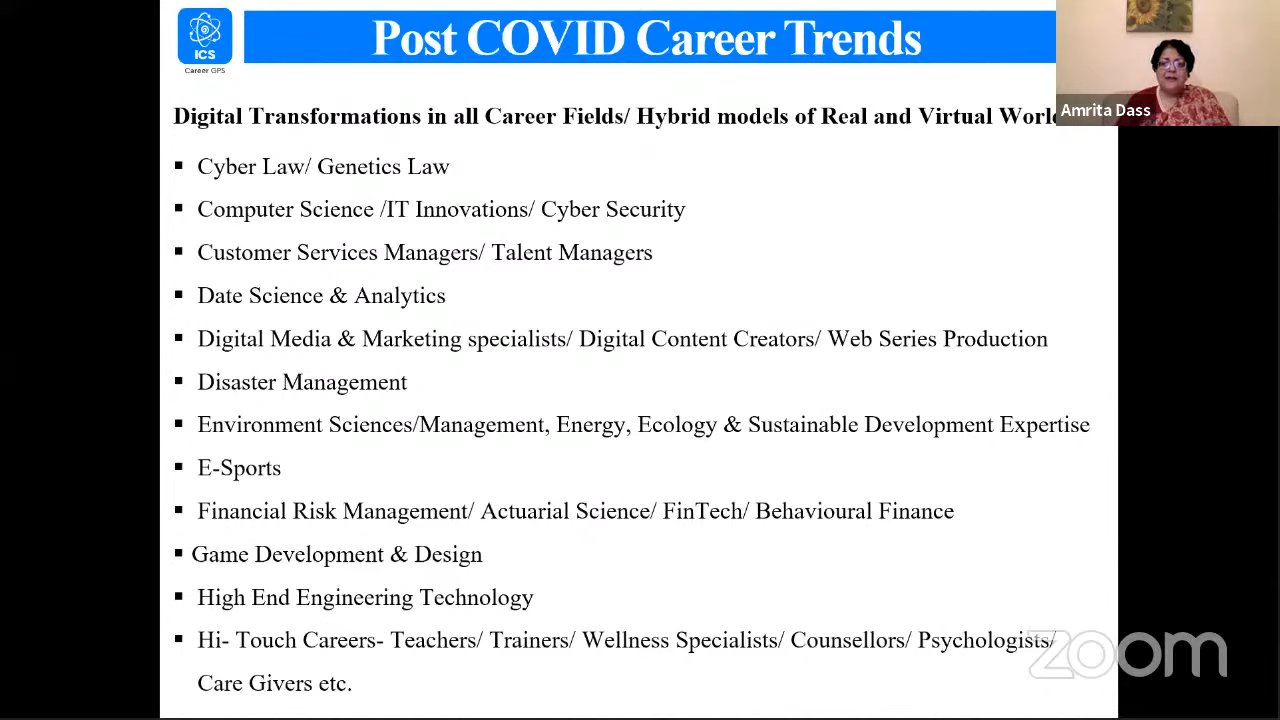 ICS
Career GPS
Post COVID Career Trends
Amrita Dass
Digital Transformations in all Career Fields/ Hybrid models of Real and Virtual World
▪ Cyber Law/ Genetics Law
▪ Computer Science /IT Innovations/ Cyber Security
▪ Customer Services Managers/ Talent Managers
▪ Date Science & Analytics
▪ Digital Media & Marketing specialists/ Digital Content Creators/ Web Series Production
▪ Disaster Management
▪ Environment Sciences/Management, Energy, Ecology & Sustainable Development Expertise
▪ E-Sports
▪ Financial Risk Management/ Actuarial Science/ FinTech/ Behavioural Finance
▪ Game Development & Design
▪ High End Engineering Technology
▪ Hi- Touch Careers- Teachers/ Trainers/ Wellness Specialists/ Counsellors/ Psychologists/
Care Givers etc.
zoom